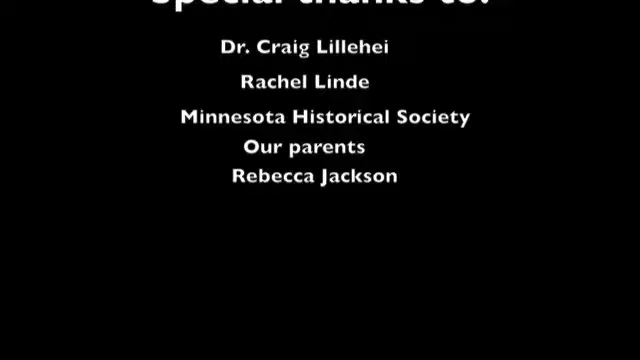 Special thanks to:
Dr. Craig Lillehei
Rachel Linde
Minnesota Historical Society
Our parents
Rebecca Jackson